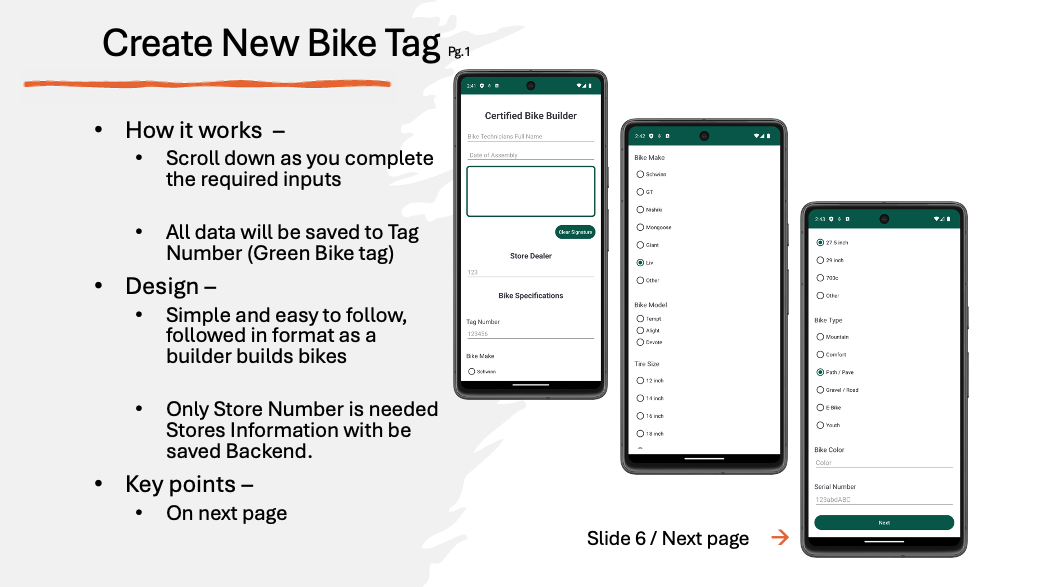 Create New Bike Tag Pg.1
• How it works –
• Scroll down as you complete
the required inputs
• All data will be saved to Tag
Number (Green Bike tag)
• Design –
• Simple and easy to follow,
followed in format as a
builder builds bikes
• Only Store Number is needed
Stores Information with be
saved Backend.
• Key points –
• On next page
2:41
Certified Bike Builder
Bike Technicians Full Name
Date of Assembly
Clear Signature
Store Dealer
123
Bike Specifications
Tag Number
123456
Bike Make
Schwinn
2:42
Bike Make
Schwinn
GT
Nishiki
Mongoose
Giant
Liv
Other
Bike Model
Tempt
Alight
Devote
Tire Size
12 inch
14 inch
16 inch
18 inch
2:43
27.5 inch
29 inch
700c
Other
Bike Type
Mountain
Comfort
Path / Pave
Gravel / Road
E-Bike
Youth
Bike Color
Color
Serial Number
123abdABC
Next
Slide 6 / Next page →